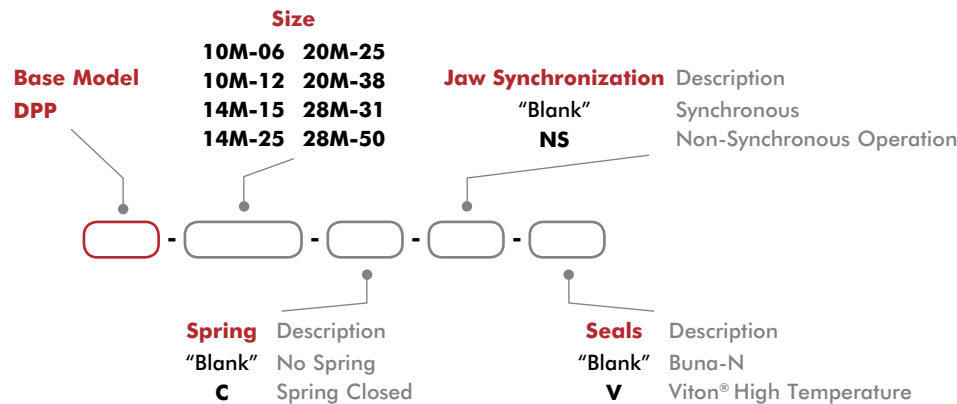 Size
10M-06 20M-25
10M-12 20M-38
14M-15 28M-31
14M-25 28M-50
Base Model
DPP
Jaw Synchronization Description
“Blank” Synchronous
NS Non-Synchronous Operation
- - - -
Spring Description
“Blank” No Spring
C Spring Closed
Seals Description
“Blank” Buna-N
V Viton® High Temperature